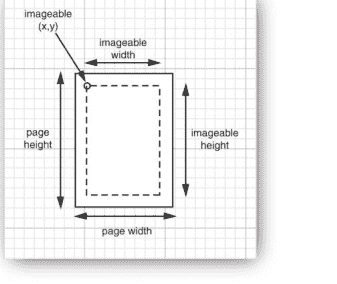 imageable
(x,y)
imageable
width
page
height
imageable
height
page width